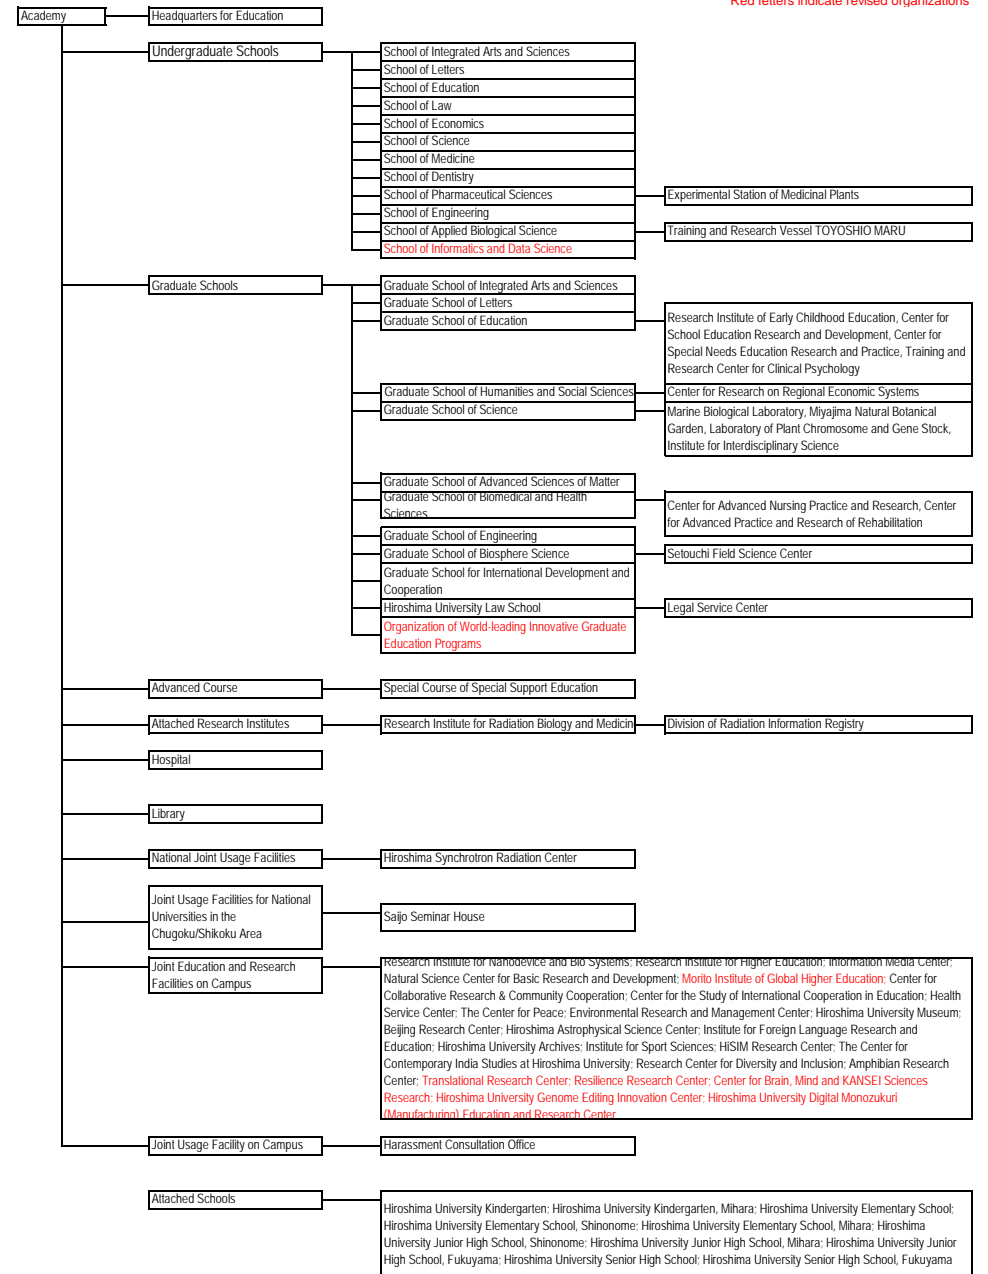 Red letters indicate revised organizations
Academy
Headquarters for Education
Undergraduate Schools
School of Integrated Arts and Sciences
School of Letters
School of Education
School of Law
School of Economics
School of Science
School of Medicine
School of Dentistry
School of Pharmaceutical Sciences
Experimental Station of Medicinal Plants
School of Engineering
School of Applied Biological Science
Training and Research Vessel TOYOSHIO MARU
School of Informatics and Data Science
Graduate Schools
Graduate School of Integrated Arts and Sciences
Graduate School of Letters
Graduate School of Education
Research Institute of Early Childhood Education, Center for
School Education Research and Development, Center for
Special Needs Education Research and Practice, Training and
Research Center for Clinical Psychology
Graduate School of Humanities and Social Sciences
Center for Research on Regional Economic Systems
Graduate School of Science
Marine Biological Laboratory, Miyajima Natural Botanical
Garden, Laboratory of Plant Chromosome and Gene Stock,
Institute for Interdisciplinary Science
Graduate School of Advanced Sciences of Matter
Graduate School of Biomedical and Health
Sciences
Center for Advanced Nursing Practice and Research, Center
for Advanced Practice and Research of Rehabilitation
Graduate School of Engineering
Graduate School of Biosphere Science
Setouchi Field Science Center
Graduate School for International Development and
Cooperation
Hiroshima University Law School
Legal Service Center
Organization of World-leading Innovative Graduate
Education Programs
Advanced Course
Special Course of Special Support Education
Attached Research Institutes
Research Institute for Radiation Biology and Medicin
Division of Radiation Information Registry
Hospital
Library
National Joint Usage Facilities
Hiroshima Synchrotron Radiation Center
Joint Usage Facilities for National
Universities in the
Chugoku/Shikoku Area
Saijo Seminar House
Joint Education and Research
Facilities on Campus
Research Institute for Nanodevice and Bio Systems; Research Institute for Higher Education; Information Media Center;
Natural Science Center for Basic Research and Development; Morito Institute of Global Higher Education; Center for
Collaborative Research & Community Cooperation; Center for the Study of International Cooperation in Education; Health
Service Center; The Center for Peace; Environmental Research and Management Center; Hiroshima University Museum;
Beijing Research Center; Hiroshima Astrophysical Science Center; Institute for Foreign Language Research and
Education; Hiroshima University Archives; Institute for Sport Sciences; HiSIM Research Center; The Center for
Contemporary India Studies at Hiroshima University; Research Center for Diversity and Inclusion; Amphibian Research
Center; Translational Research Center; Resilience Research Center; Center for Brain, Mind and KANSEI Sciences
Research; Hiroshima University Genome Editing Innovation Center; Hiroshima University Digital Monozukuri
(Manufacturing) Education and Research Center
Joint Usage Facility on Campus
Harassment Consultation Office
Attached Schools
Hiroshima University Kindergarten; Hiroshima University Kindergarten, Mihara; Hiroshima University Elementary School;
Hiroshima University Elementary School, Shinonome; Hiroshima University Elementary School, Mihara; Hiroshima
University Junior High School, Shinonome; Hiroshima University Junior High School, Mihara; Hiroshima University Junior
High School, Fukuyama; Hiroshima University Senior High School; Hiroshima University Senior High School, Fukuyama